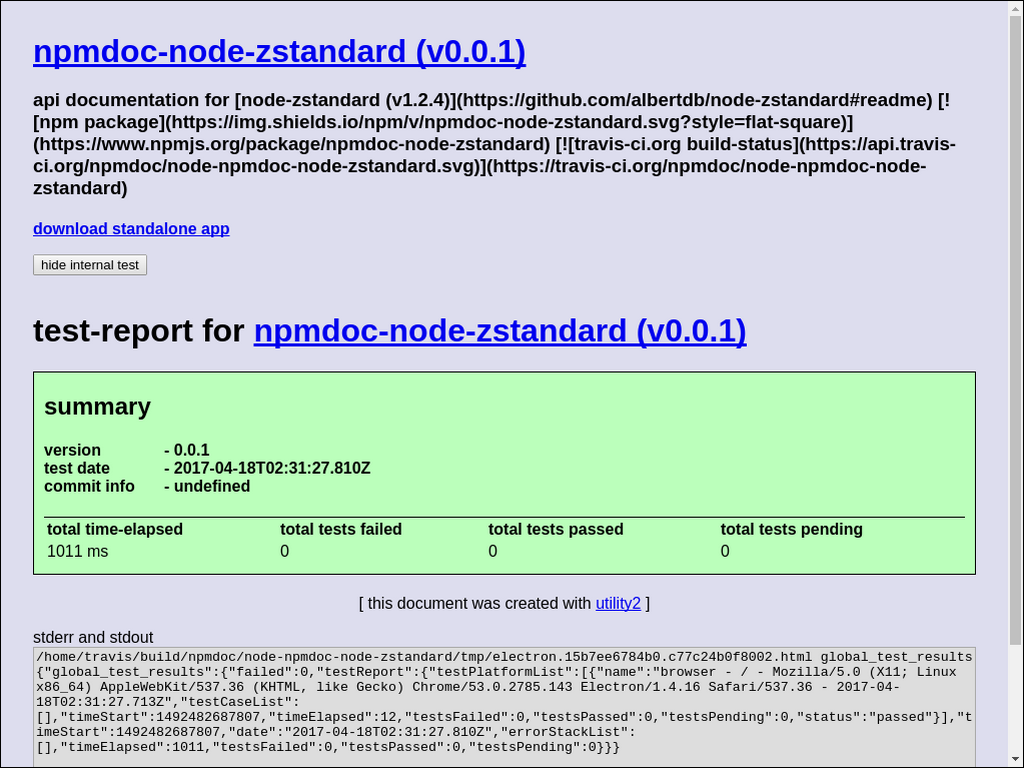 npmdoc-node-zstandard (v0.0.1)
api documentation for [node-zstandard (v1.2.4)](https://github.com/albertdb/node-zstandard#readme) [!
[npm package](https://img.shields.io/npm/v/npmdoc-node-zstandard.svg?style=flat-square)]
(https://www.npmjs.org/package/npmdoc-node-zstandard) [![travis-ci.org build-status](https://api.travis-
ci.org/npmdoc/node-npmdoc-node-zstandard.svg)](https://travis-ci.org/npmdoc/node-npmdoc-node-
zstandard)
download standalone app
hide internal test
test-report for npmdoc-node-zstandard (v0.0.1)
summary
version - 0.0.1
test date - 2017-04-18T02:31:27.810Z
commit info - undefined
total time-elapsed total tests failed total tests passed total tests pending
1011 ms 0 0 0
[ this document was created with utility2 ]
stderr and stdout
/home/travis/build/npmdoc/node-npmdoc-node-zstandard/tmp/electron.15b7ee6784b0.c77c24b0f8002.html global_test_results
{"global_test_results":{"failed":0,"testReport":{"testPlatformList":[{"name":"browser - / - Mozilla/5.0 (X11; Linux
x86_64) AppleWebKit/537.36 (KHTML, like Gecko) Chrome/53.0.2785.143 Electron/1.4.16 Safari/537.36 - 2017-04-
18T02:31:27.713Z","testCaseList":
[],"timeStart":1492482687807,"timeElapsed":12,"testsFailed":0,"testsPassed":0,"testsPending":0,"status":"passed"}],"t
imeStart":1492482687807,"date":"2017-04-18T02:31:27.810Z","errorStackList":
[],"timeElapsed":1011,"testsFailed":0,"testsPassed":0,"testsPending":0}}}